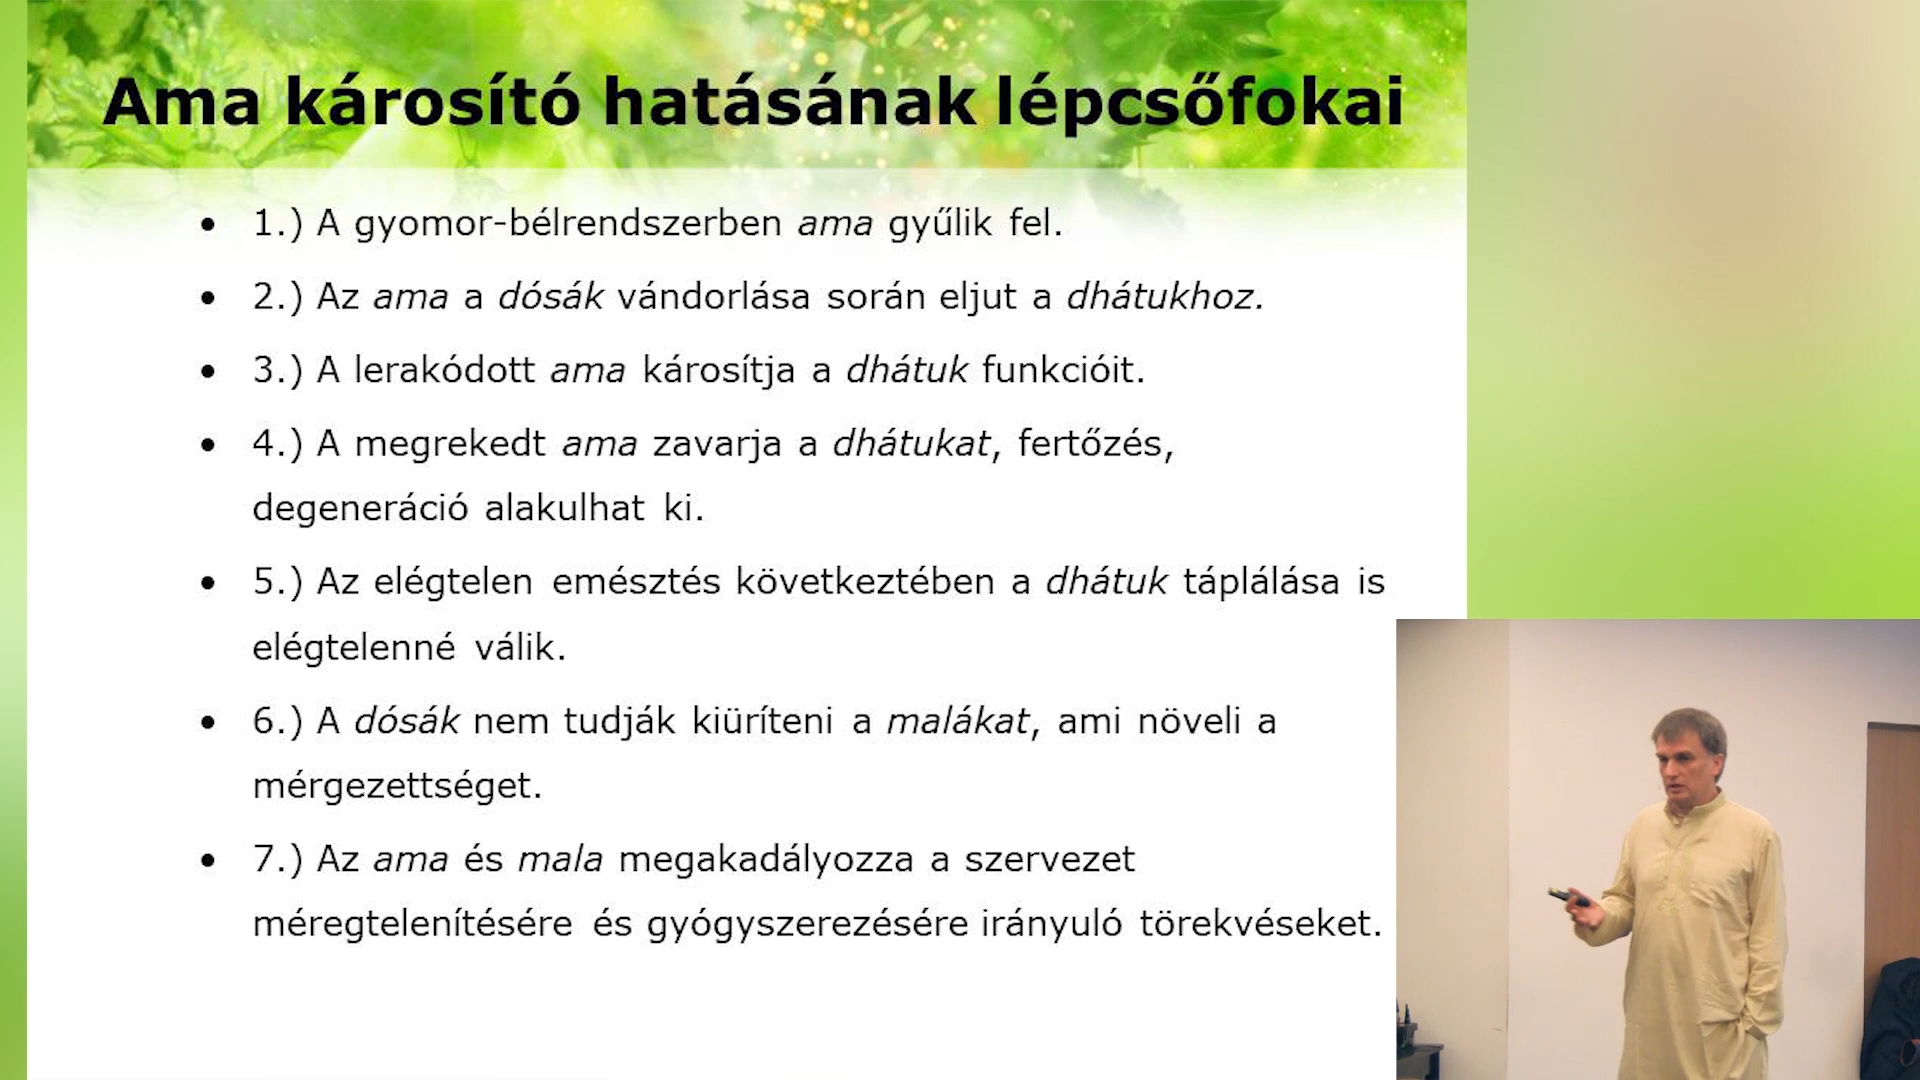 Ama károsító hatásának lépcsőfokai
• 1.) A gyomor-bélrendszerben ama gyűlik fel.
• 2.) Az ama a dósák vándorlása során eljut a dhátukhoz.
• 3.) A lerakódott ama károsítja a dhátuk funkcióit.
• 4.) A megrekedt ama zavarja a dhátukat, fertőzés,
degeneráció alakulhat ki.
• 5.) Az elégtelen emésztés következtében a dhátuk táplálása is
elégtelenné válik.
• 6.) A dósák nem tudják kiüríteni a malákat, ami növeli a
mérgezettséget.
• 7.) Az ama és mala megakadályozza a szervezet
méregtelenítésére és gyógyszerezésére irányuló törekvéseket.